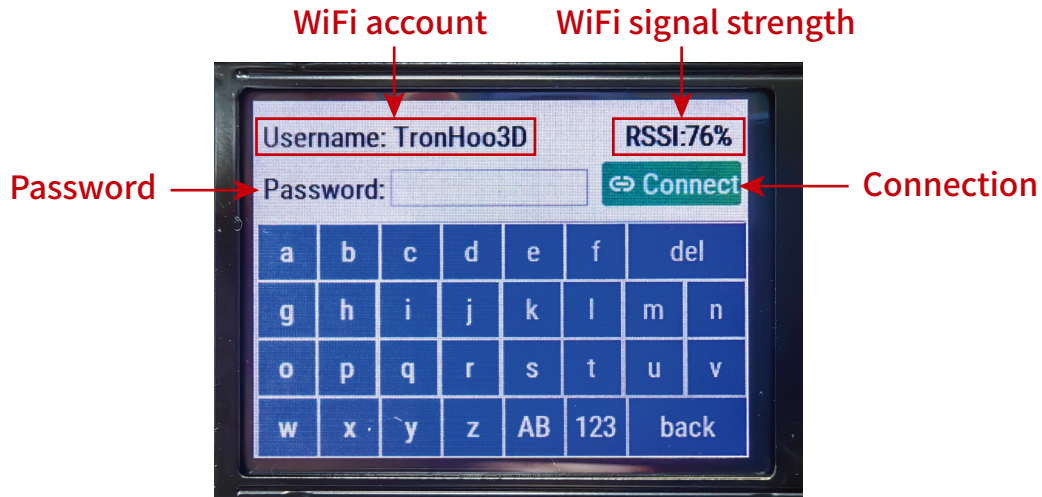 WiFi account WiFi signal strength
Username: TronHoo3D RSSI:76%
Password Password: Connect Connection
a b c d e f del
g h i j k l m n
o p q r s t u v
w x y z AB 123 back